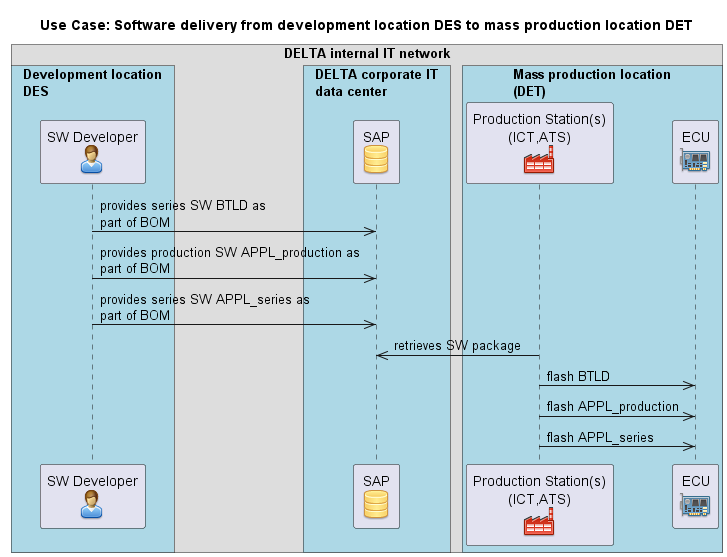 Use Case: Software delivery from development location DES to mass production location DET
DELTA internal IT network
Development location
DES
DELTA corporate IT
data center
Mass production location
(DET)
SW Developer
SAP
Production Station(s)
(ICT,ATS)
ECU
provides series SW BTLD as
part of BOM
provides production SW APPL_production as
part of BOM
provides series SW APPL_series as
part of BOM
retrieves SW package
flash BTLD
flash APPL_production
flash APPL_series
SW Developer
SAP
Production Station(s)
(ICT,ATS)
ECU